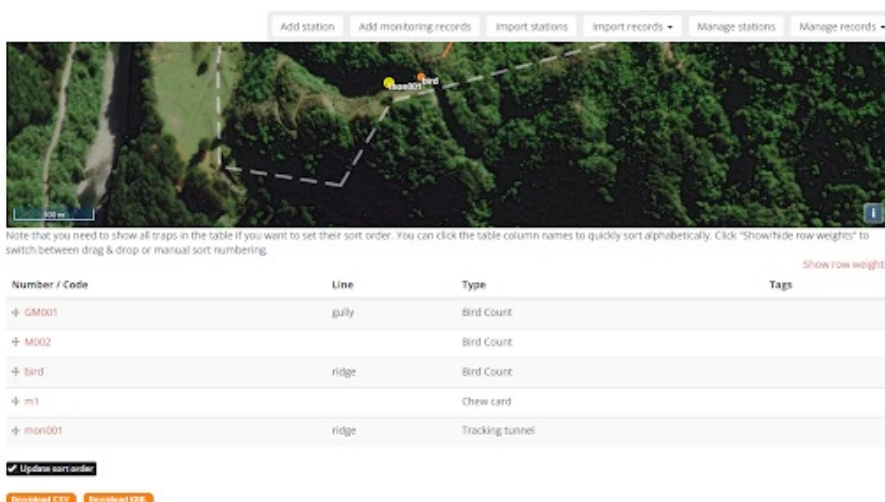 Add station Add monitoring records Import stations Import records Manage stations Manage records
bird
mon001
100 m
i
Note that you need to show all traps in the table if you want to set their sort order. You can click the table column names to quickly sort alphabetically. Click "Show/hide row weights" to
switch between drag & drop or manual sort numbering.
Show row weights
Number / Code Line Type Tags
GM001 gully Bird Count
M002 Bird Count
bird ridge Bird Count
m1 Chew card
mon001 ridge Tracking tunnel
Update sort order
Download CSV Download KML